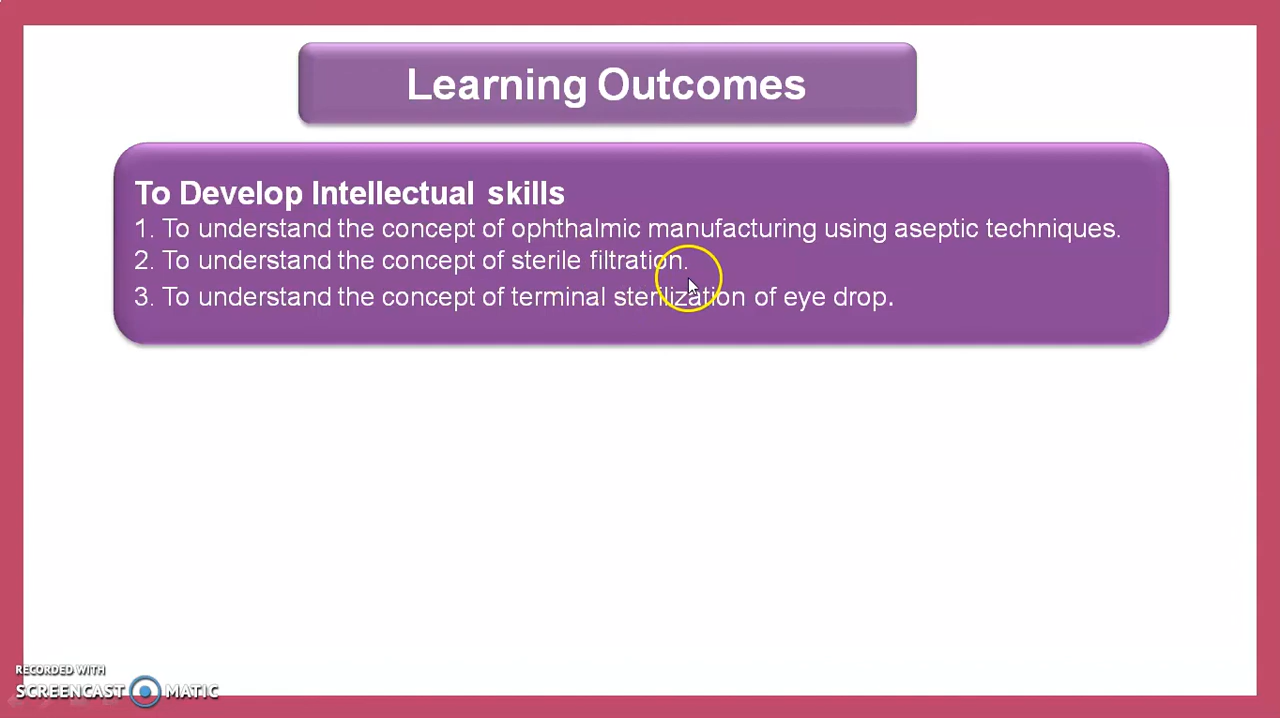 Learning Outcomes
To Develop Intellectual skills
1. To understand the concept of ophthalmic manufacturing using aseptic techniques.
2. To understand the concept of sterile filtration.
3. To understand the concept of terminal sterilization of eye drop.
RECORDED WITH
SCREENCAST MATIC